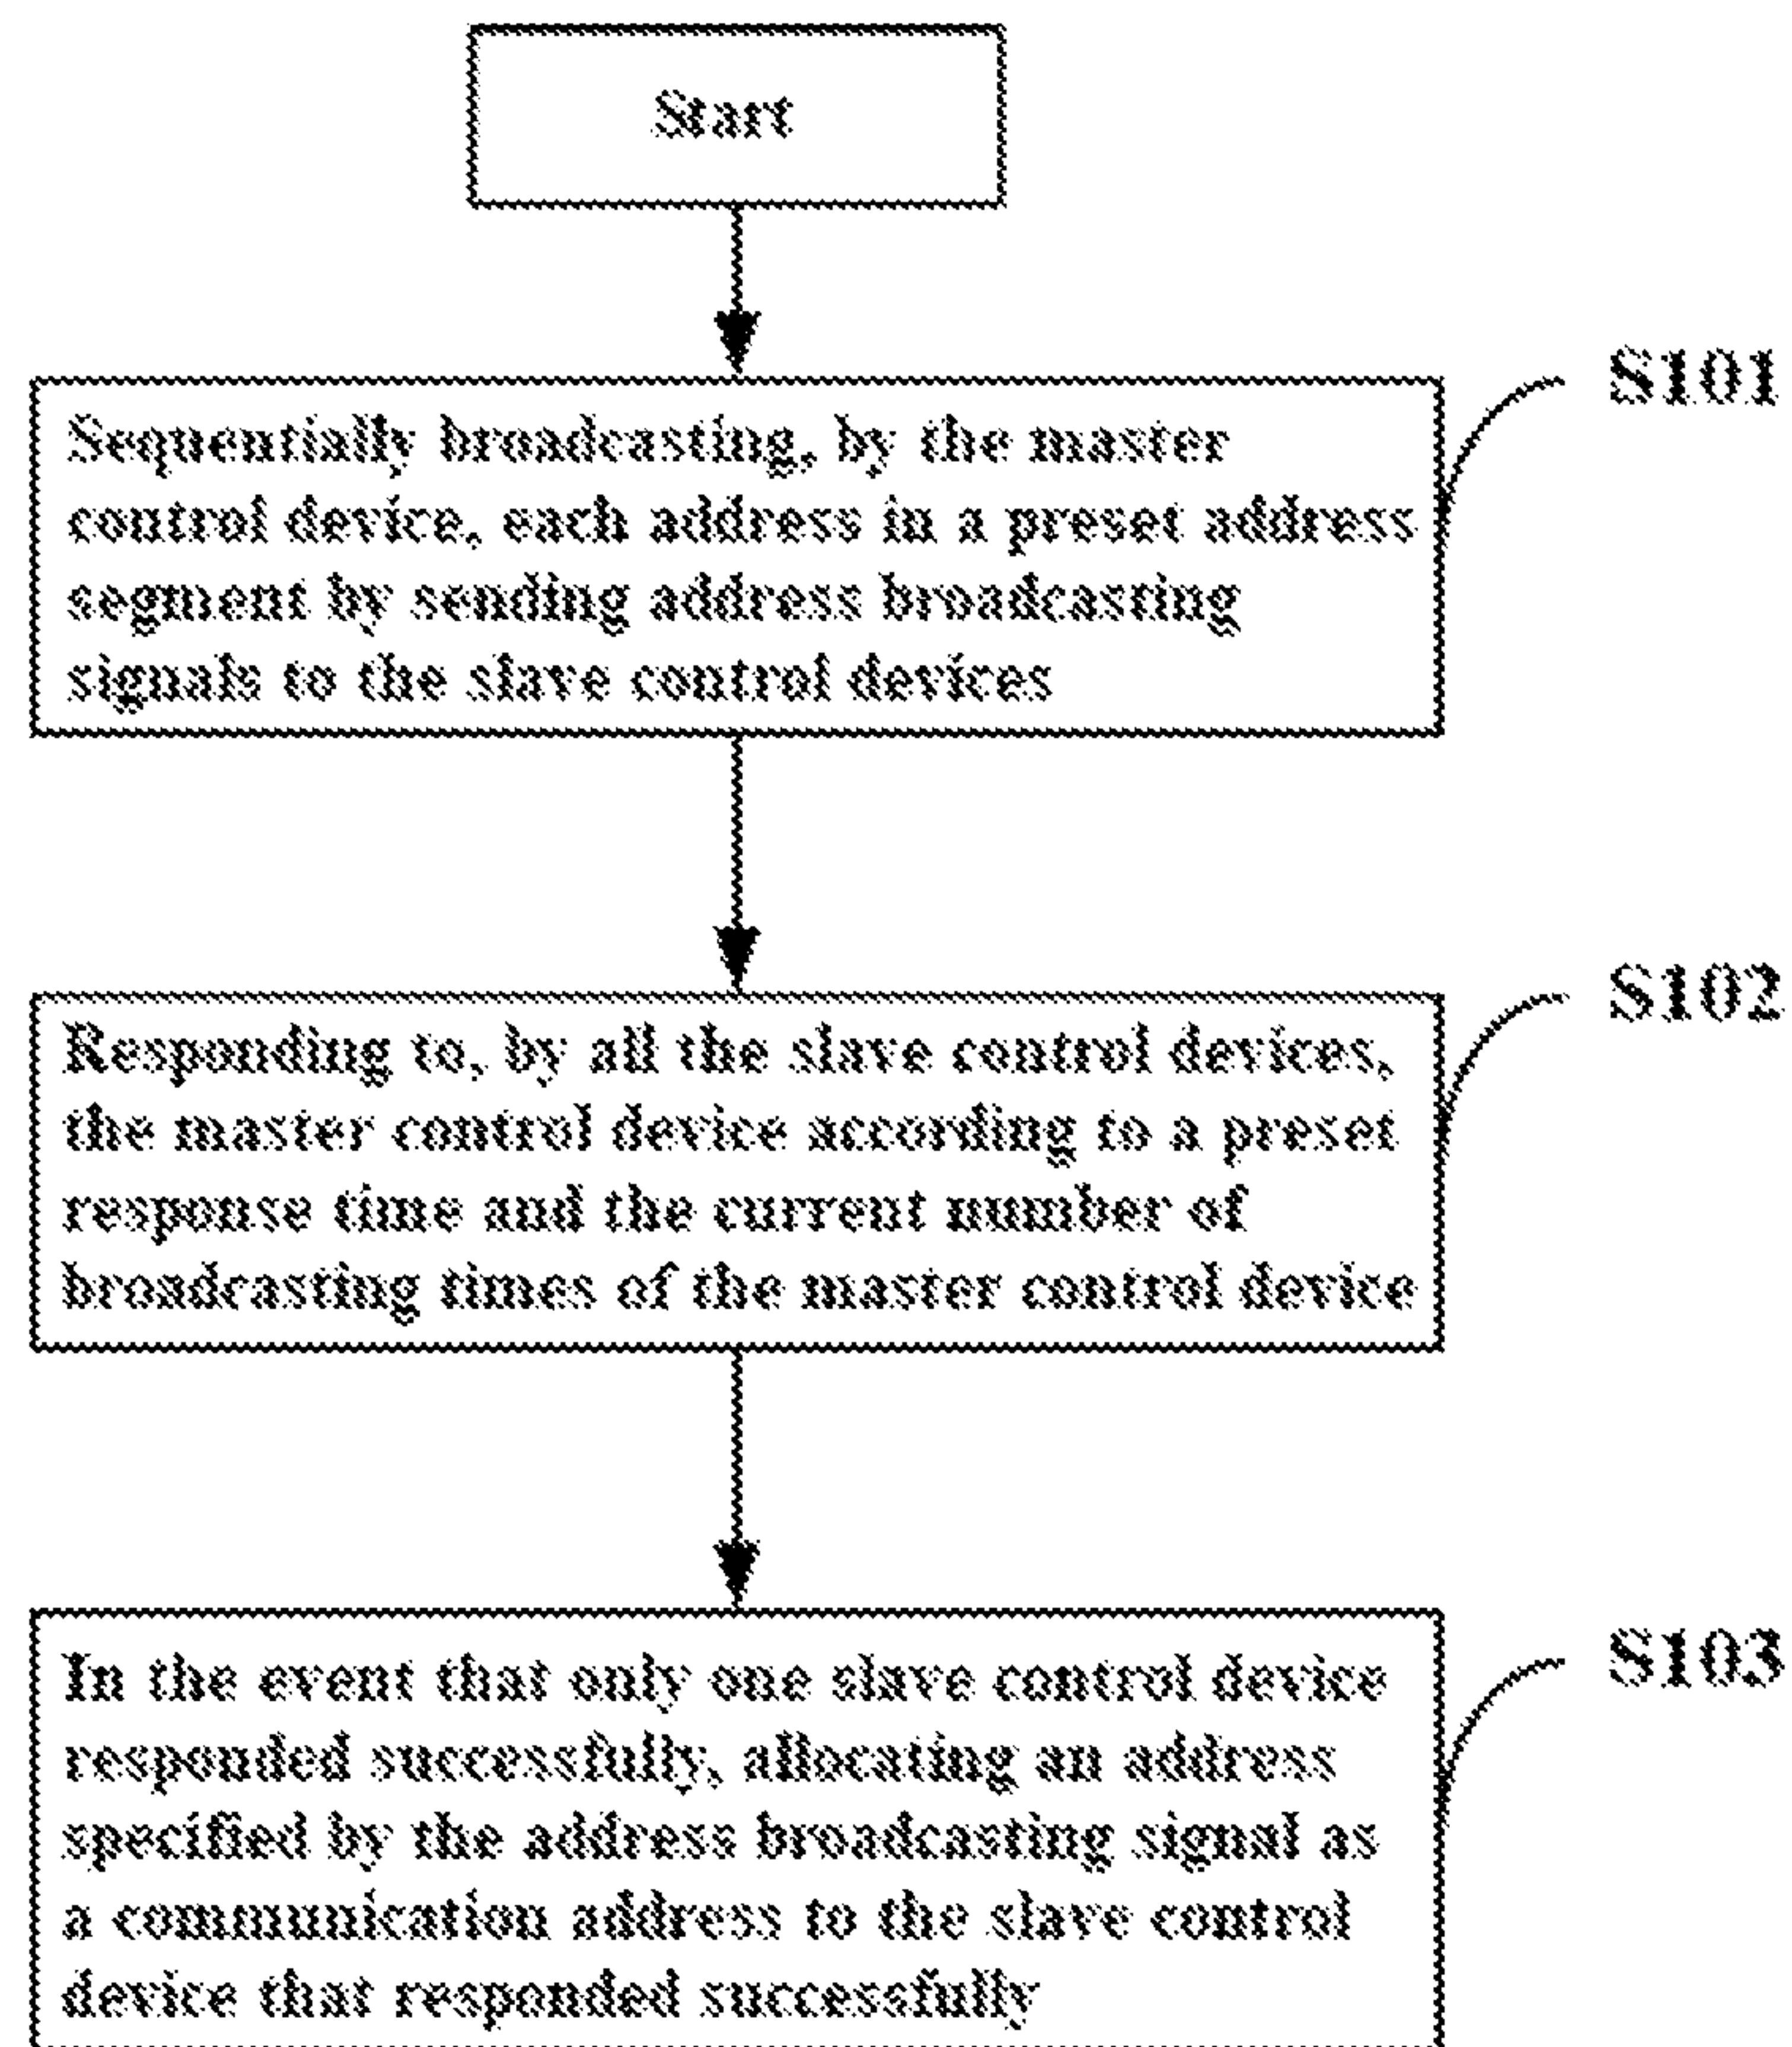 Start
S101
Sequentially broadcasting, by the master
control device, each address in a preset address
segment by sending address broadcasting
signals to the slave control devices
S102
Responding to, by all the slave control devices,
the master control device according to a preset
response time and the current number of
broadcasting times of the master control device
S103
In the event that only one slave control device
responded successfully, allocating an address
specified by the address broadcasting signal as
a communication address to the slave control
device that responded successfully